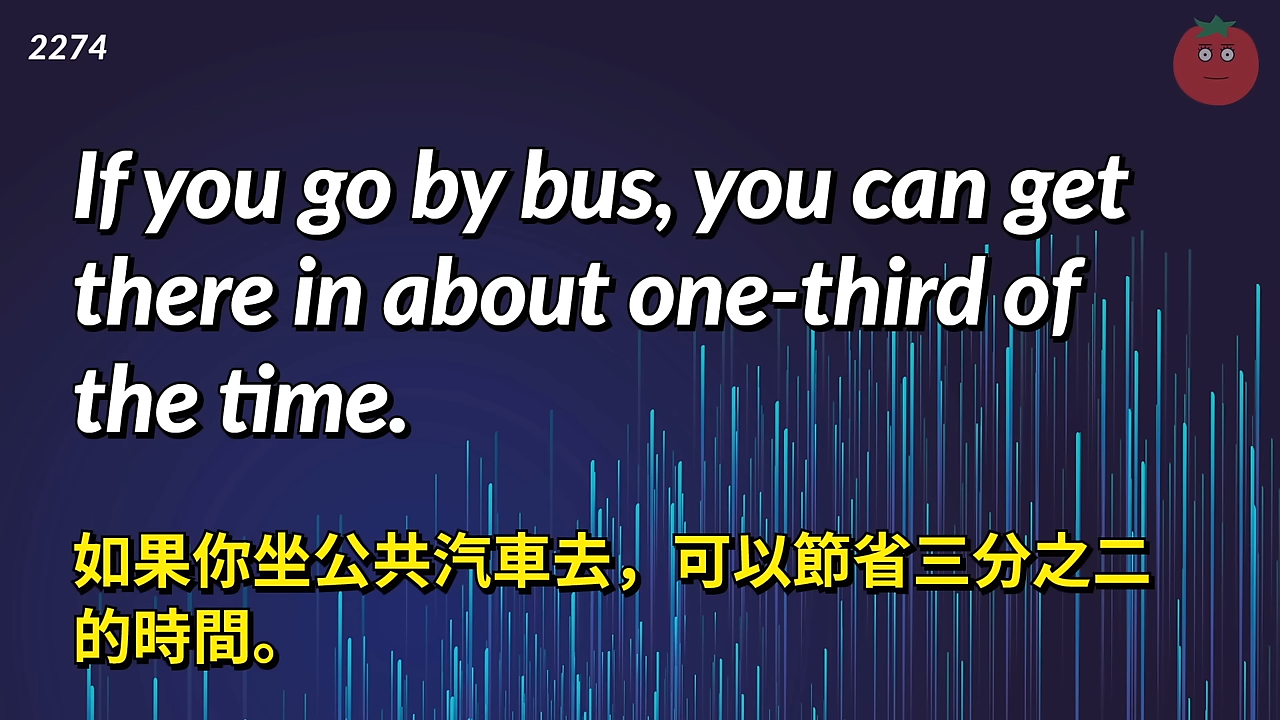 2274
If you go by bus, you can get
there in about one-third of
the time.
如果你坐公共汽車去，可以節省三分之二
的時間。